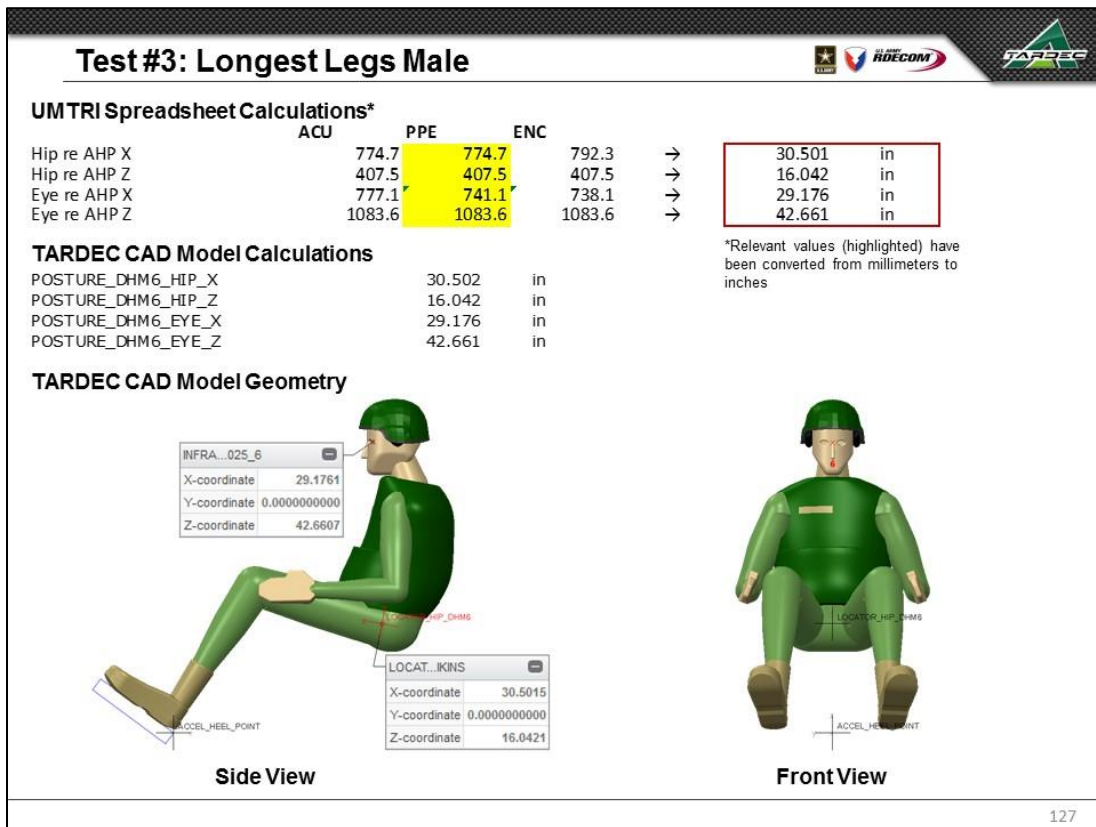 Test #3: Longest Legs Male
U.S. ARMY
U.S. ARMY
RDECOM
TARDEC
UMTRI Spreadsheet Calculations*
ACU PPE ENC
Hip re AHP X 774.7 774.7 792.3 → 30.501 in
Hip re AHP Z 407.5 407.5 407.5 → 16.042 in
Eye re AHP X 777.1 741.1 738.1 → 29.176 in
Eye re AHP Z 1083.6 1083.6 1083.6 → 42.661 in
*Relevant values (highlighted) have
been converted from millimeters to
inches
TARDEC CAD Model Calculations
POSTURE_DHM6_HIP_X 30.502 in
POSTURE_DHM6_HIP_Z 16.042 in
POSTURE_DHM6_EYE_X 29.176 in
POSTURE_DHM6_EYE_Z 42.661 in
TARDEC CAD Model Geometry
INFRA...025_6
X-coordinate 29.1761
Y-coordinate 0.0000000000
Z-coordinate 42.6607
6
LOCATOR_HIP_DHM6
LOCATOR_HIP_DHM6
LOCAT...IKINS
X-coordinate 30.5015
Y-coordinate 0.0000000000
Z-coordinate 16.0421
ACCEL_HEEL_POINT
ACCEL_HEEL_POINT
Side View
Front View
127